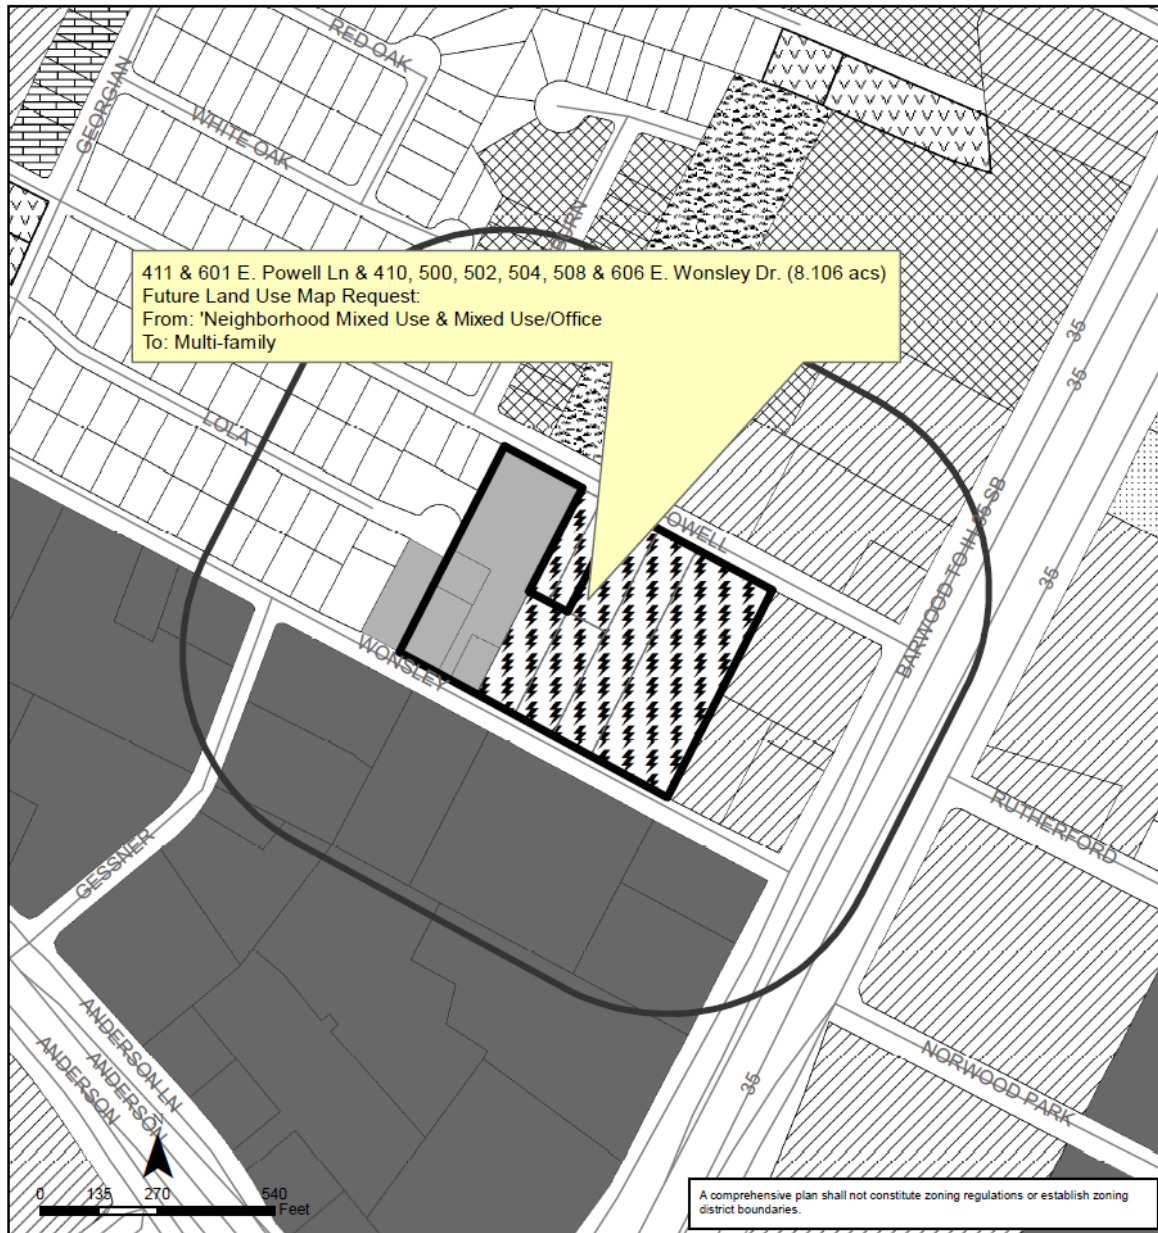 RED OAK
GEORGIAN
WHITE OAK
BURN
411 & 601 E. Powell Ln & 410, 500, 502, 504, 508 & 606 E. Wonsley Dr. (8.106 acs)
Future Land Use Map Request:
From: 'Neighborhood Mixed Use & Mixed Use/Office
To: Multi-family
35
35
LOLA
OWELL
BARWOOD TO IH 35 SB
35
WONSLEY
RUTHERFORD
GESSNER
ANDERSON LN
ANDERSON
ANDERSON
35
NORWOOD PARK
N
0 135 270 540
Feet
A comprehensive plan shall not constitute zoning regulations or establish zoning
district boundaries.